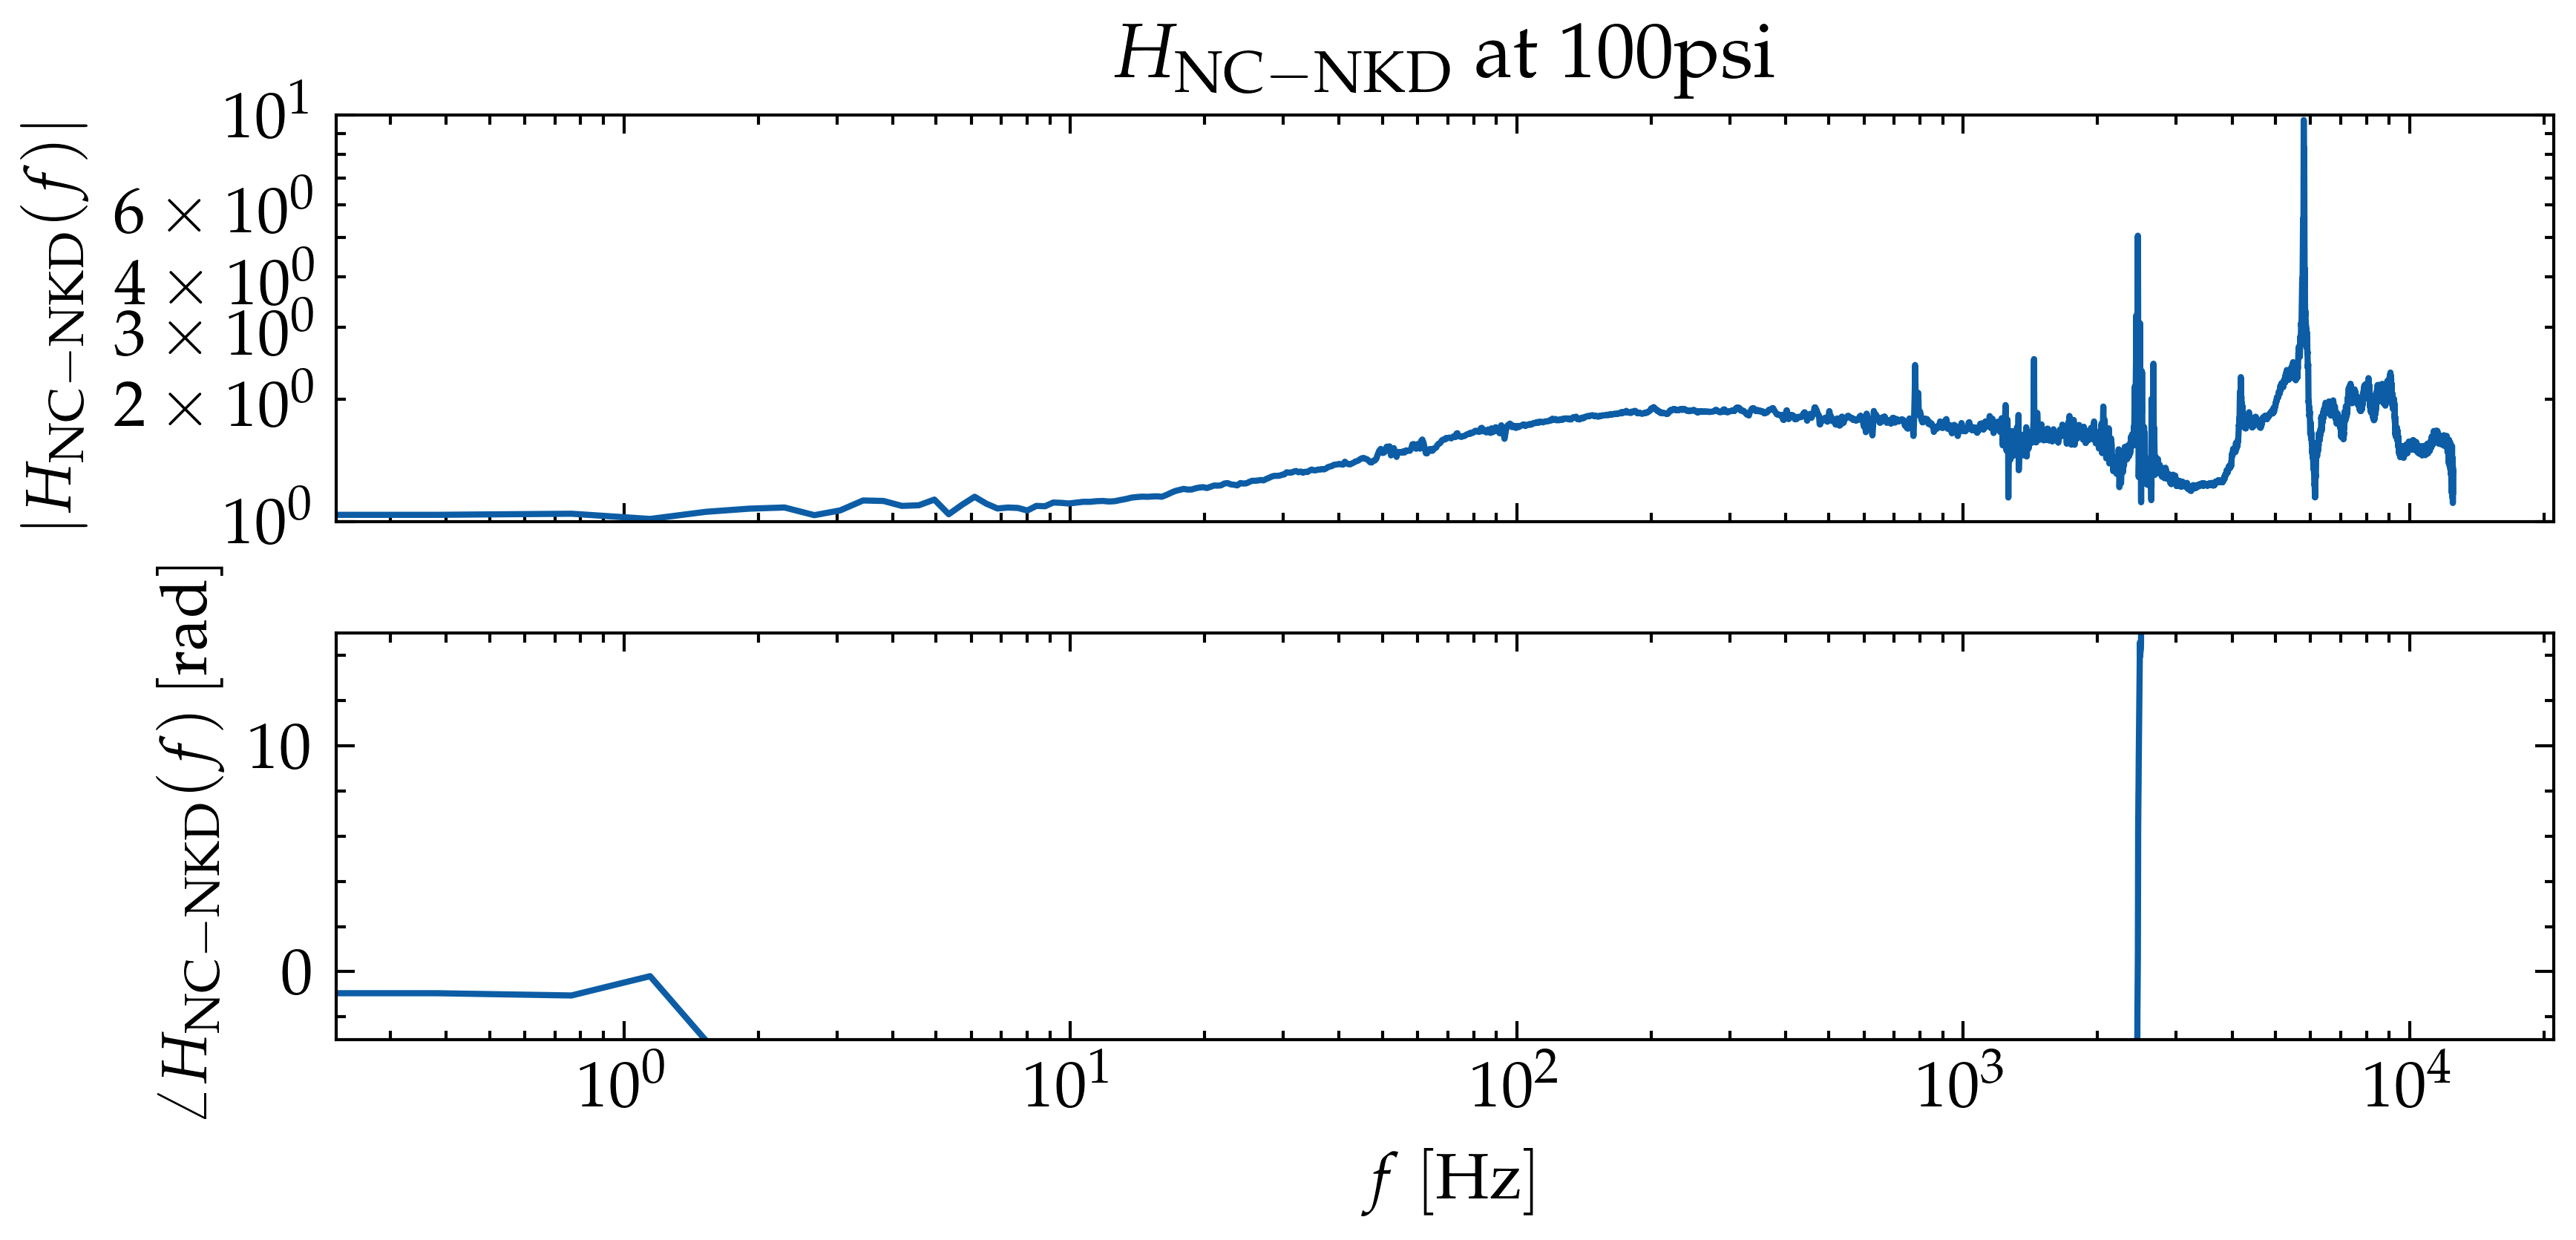 H_NC−NKD at 100psi
|H_NC−NKD(f)|
10^1
6 × 10^0
4 × 10^0
3 × 10^0
2 × 10^0
10^0
∠H_NC−NKD(f) [rad]
10
0
10^0 10^1 10^2 10^3 10^4
f [Hz]